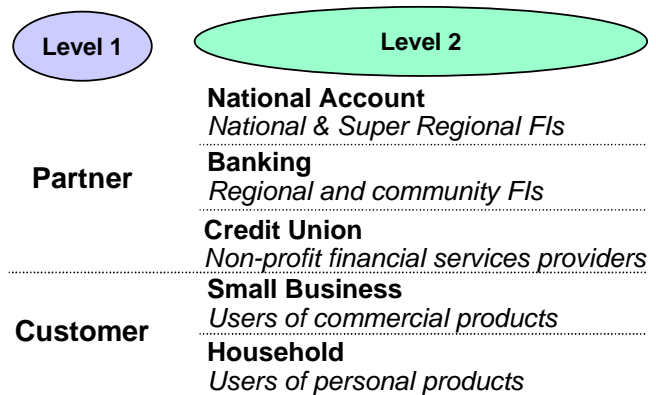 Level 1
Level 2
National Account
National & Super Regional FIs
Partner
Banking
Regional and community FIs
Credit Union
Non-profit financial services providers
Small Business
Users of commercial products
Customer
Household
Users of personal products